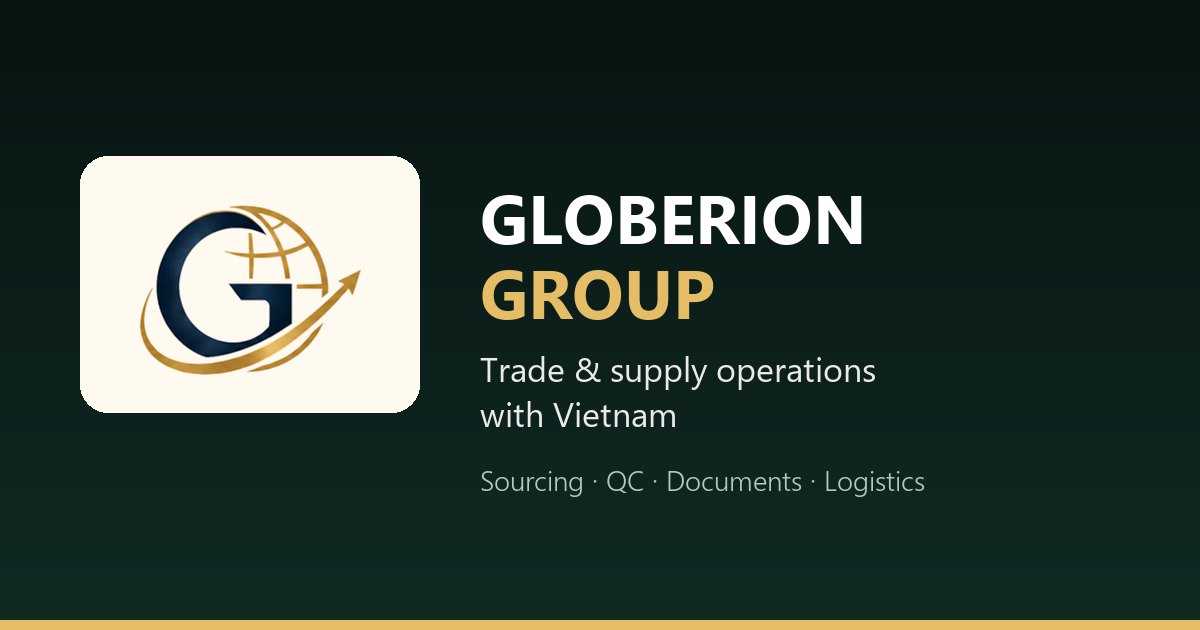 GLOBERION
GROUP
Trade & supply operations
with Vietnam
Sourcing · QC · Documents · Logistics